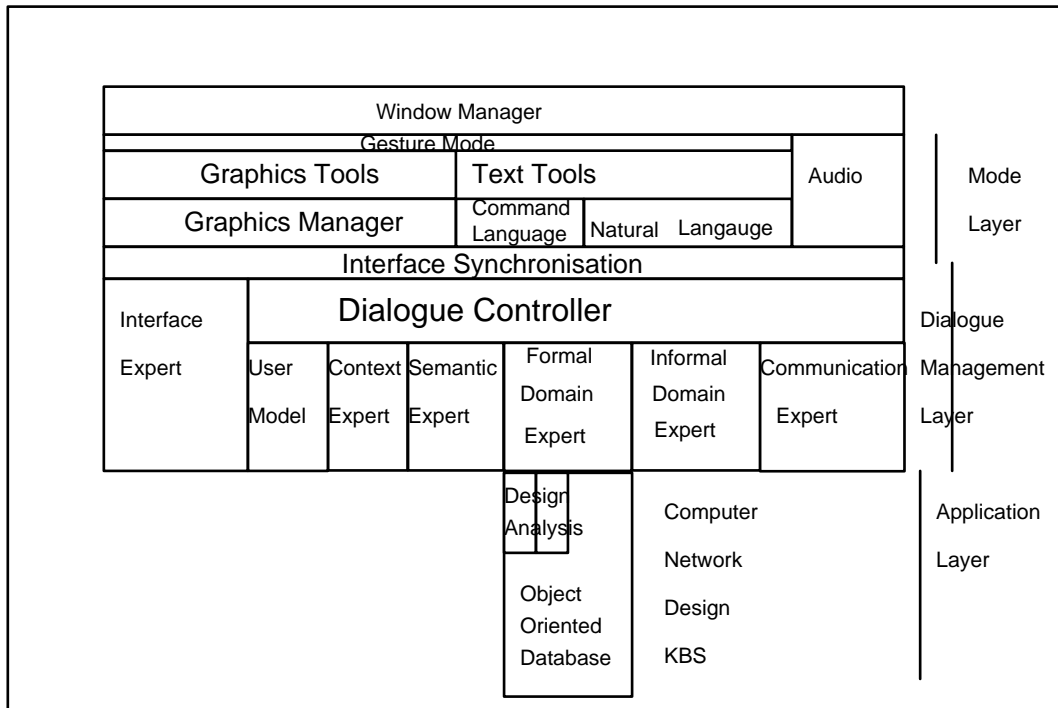 Window Manager
Gesture Mode
Graphics Tools
Text Tools
Audio
Mode
Layer
Graphics Manager
Command
Language
Natural Langauge
Interface Synchronisation
Interface
Expert
Dialogue Controller
Dialogue
Management
Layer
User
Model
Context
Expert
Semantic
Expert
Formal
Domain
Expert
Informal
Domain
Expert
Communication
Expert
Design
Analysis
Object
Oriented
Database
Computer
Network
Design
KBS
Application
Layer